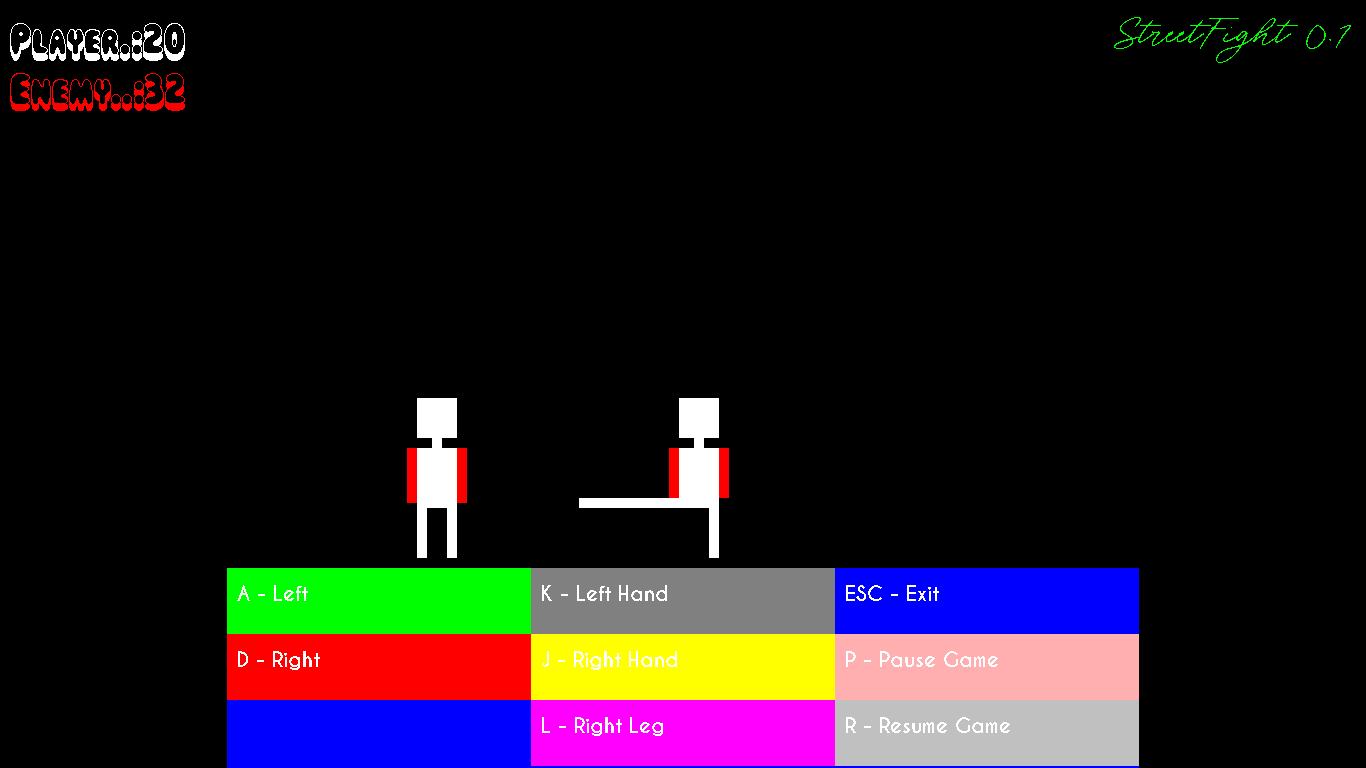 Player.:20
Enemy..:32
StreetFight 0.1
A - Left
K - Left Hand
ESC - Exit
D - Right
J - Right Hand
P - Pause Game
L - Right Leg
R - Resume Game